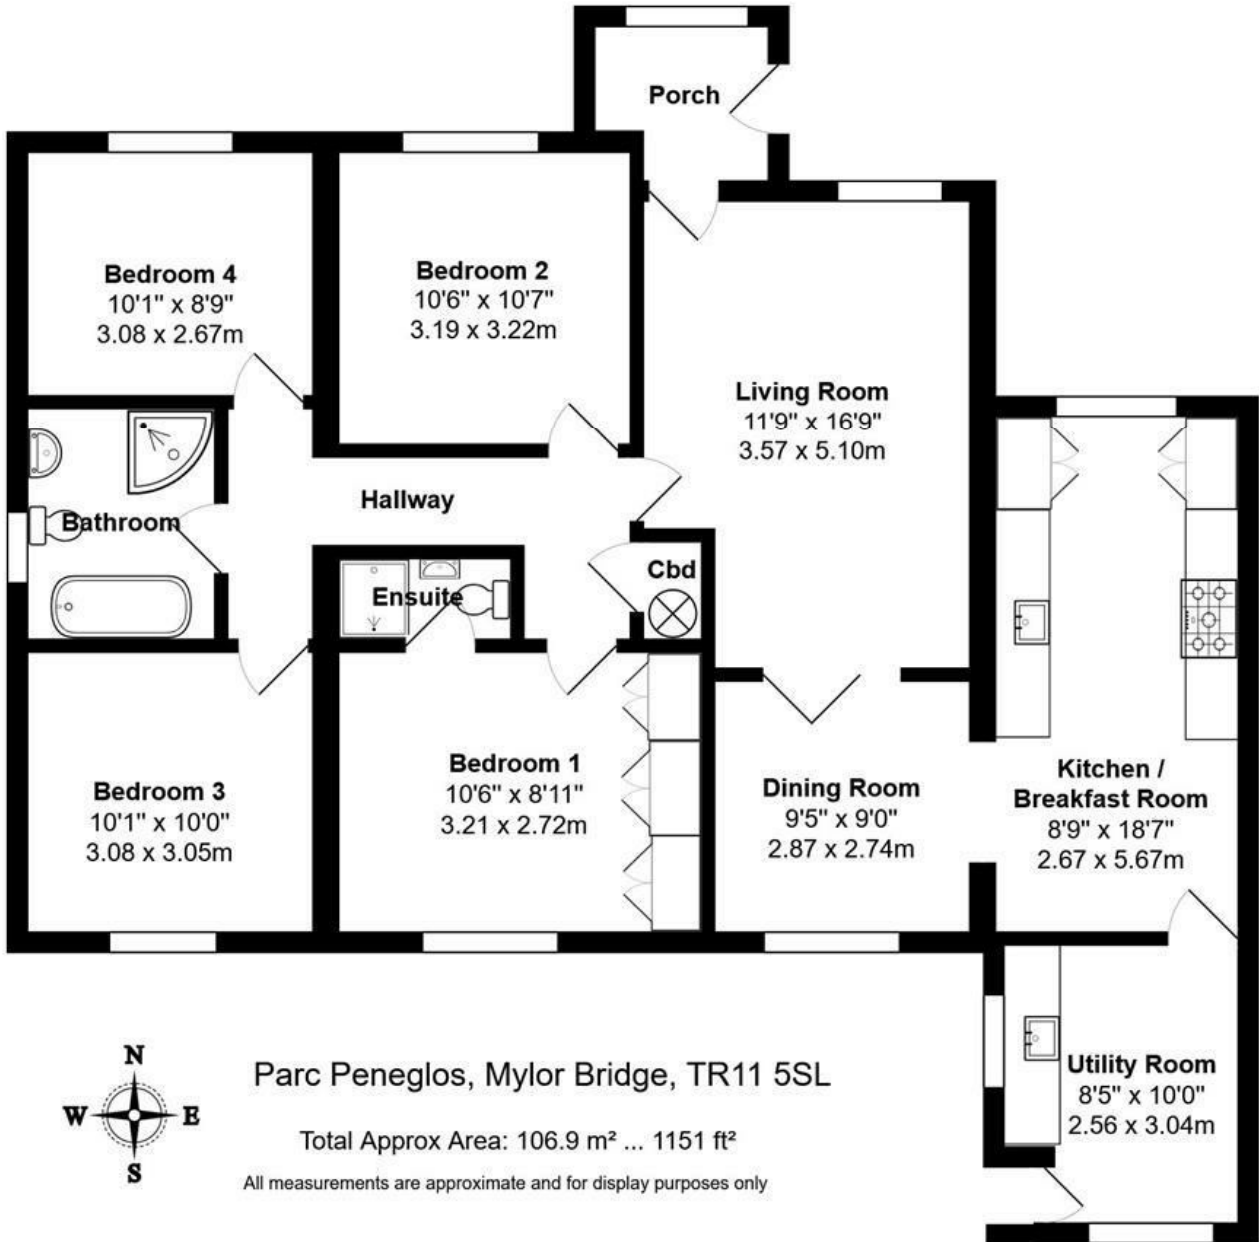 Porch
Bedroom 4
10'1" x 8'9"
3.08 x 2.67m
Bedroom 2
10'6" x 10'7"
3.19 x 3.22m
Living Room
11'9" x 16'9"
3.57 x 5.10m
Hallway
Bathroom
Ensuite
Cbd
Bedroom 3
10'1" x 10'0"
3.08 x 3.05m
Bedroom 1
10'6" x 8'11"
3.21 x 2.72m
Dining Room
9'5" x 9'0"
2.87 x 2.74m
Kitchen /
Breakfast Room
8'9" x 18'7"
2.67 x 5.67m
Utility Room
8'5" x 10'0"
2.56 x 3.04m
N
W E
S
Parc Peneglos, Mylor Bridge, TR11 5SL
Total Approx Area: 106.9 m² ... 1151 ft²
All measurements are approximate and for display purposes only